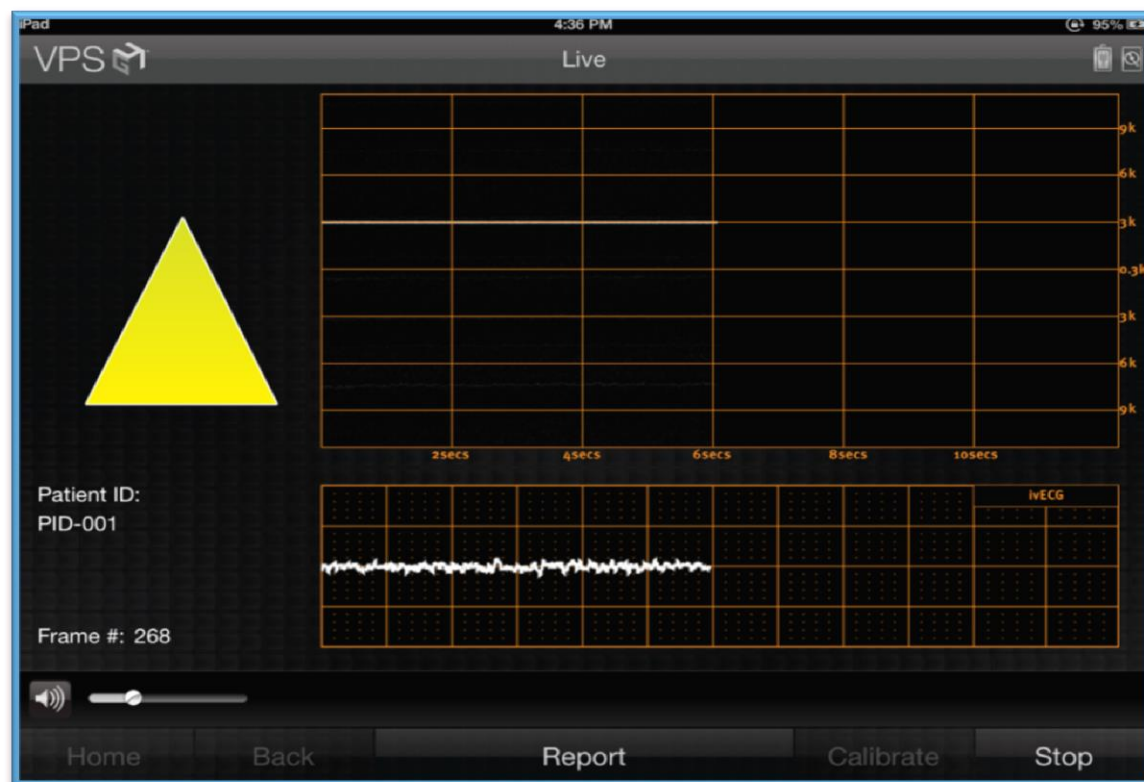 iPad 4:36 PM 95%
VPS G4
Live
9k
6k
3k
0.3k
3k
6k
9k
2secs 4secs 6secs 8secs 10secs
Patient ID:
PID-001
ivECG
Frame #: 268
Home Back Report Calibrate Stop